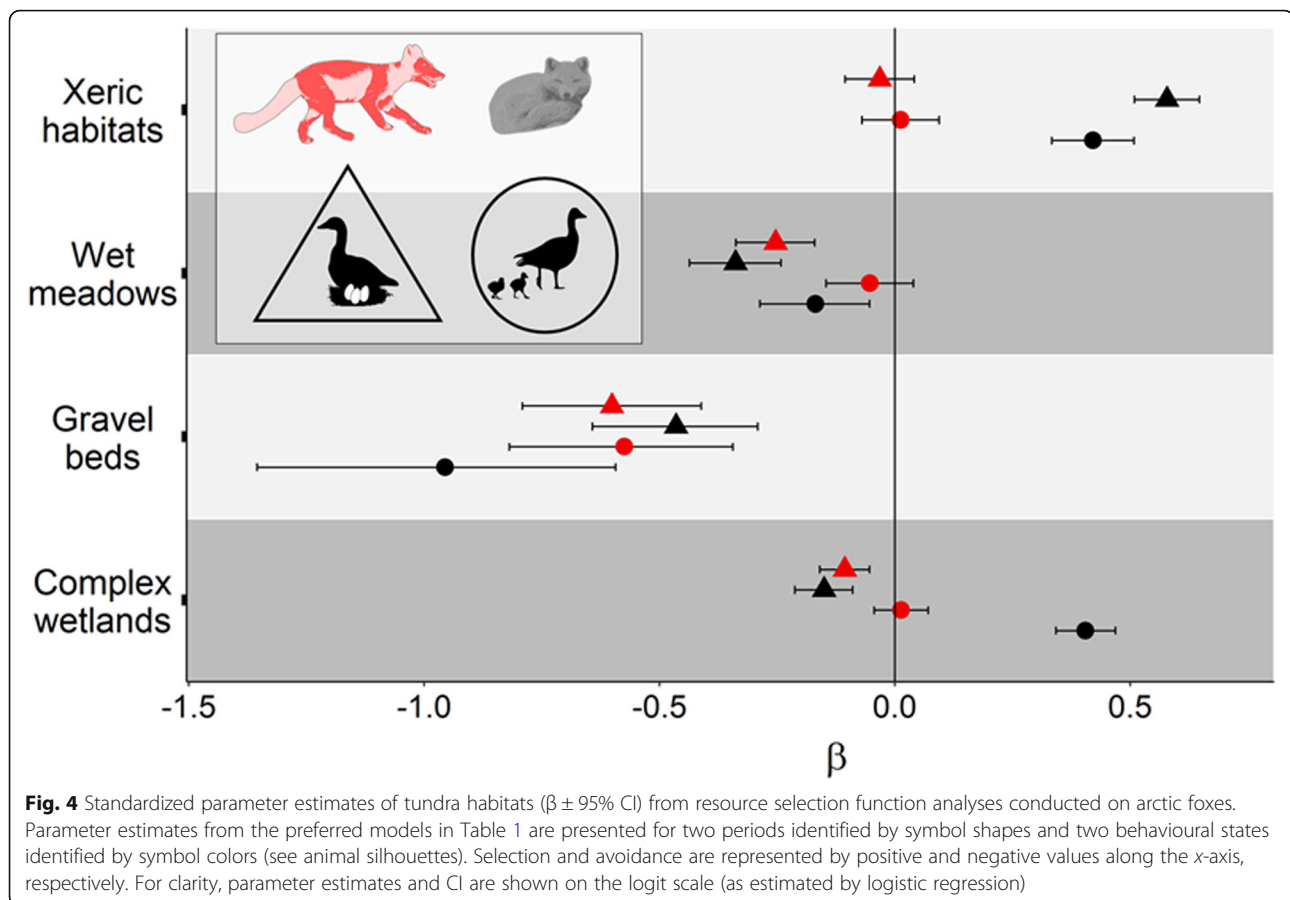 Xeric
habitats
Wet
meadows
Gravel
beds
Complex
wetlands
-1.5 -1.0 -0.5 0.0 0.5
β
Fig. 4 Standardized parameter estimates of tundra habitats (β ± 95% CI) from resource selection function analyses conducted on arctic foxes.
Parameter estimates from the preferred models in Table 1 are presented for two periods identified by symbol shapes and two behavioural states
identified by symbol colors (see animal silhouettes). Selection and avoidance are represented by positive and negative values along the x-axis,
respectively. For clarity, parameter estimates and CI are shown on the logit scale (as estimated by logistic regression)